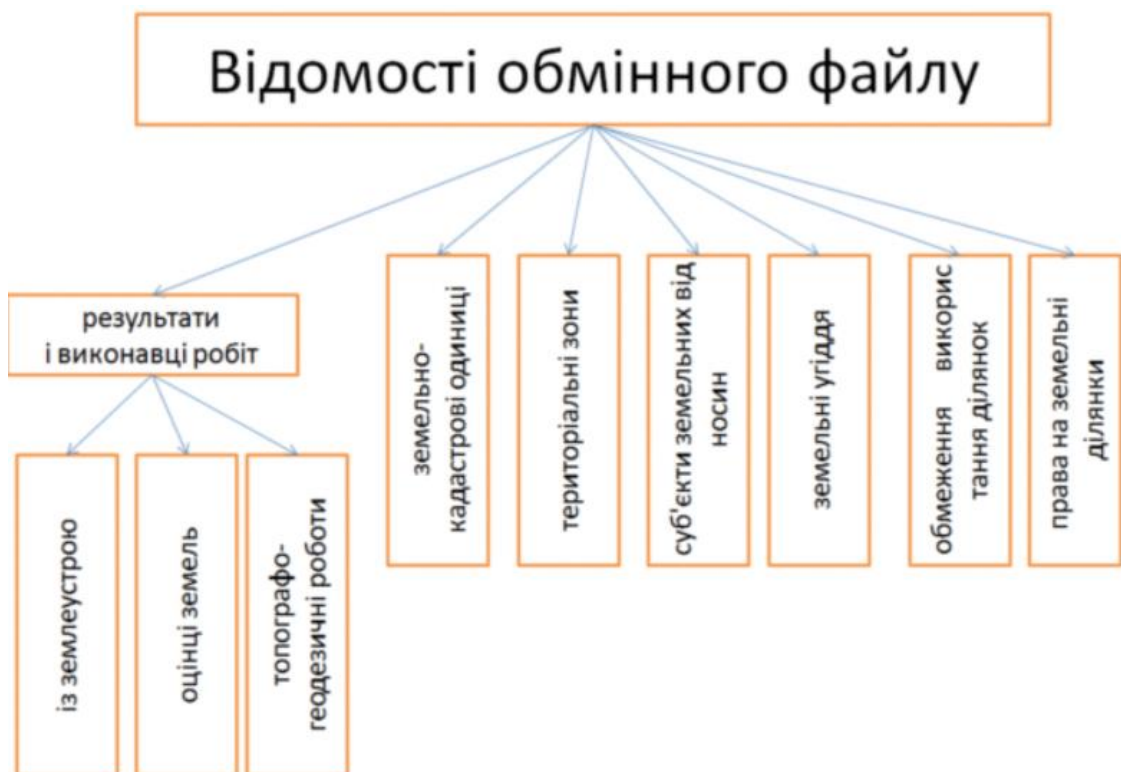 Відомості обмінного файлу
результати
і виконавці робіт
земельно-
кадастрові одиниці
територіальні зони
суб'єкти земельних від
носин
земельні угіддя
обмеження викорис
тання ділянок
права на земельні
ділянки
із землеустрою
оцінці земель
топографо-
геодезичні роботи